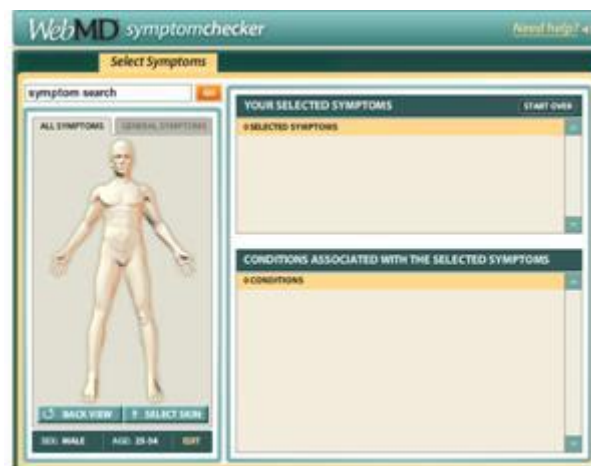 WebMD symptomchecker
Need help?
Select Symptoms
symptom search
GO
ALL SYMPTOMS
GENERAL SYMPTOMS
BACK VIEW
SELECT SKIN
SEX: MALE
AGE: 25-34
EDIT
YOUR SELECTED SYMPTOMS
START OVER
0 SELECTED SYMPTOMS
CONDITIONS ASSOCIATED WITH THE SELECTED SYMPTOMS
0 CONDITIONS